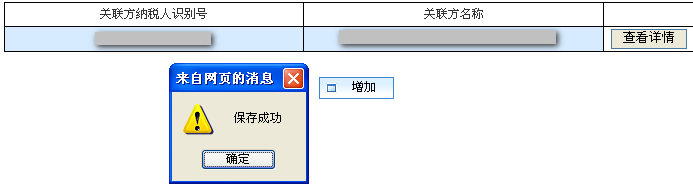 关联方纳税人识别号
关联方名称
查看详情
来自网页的消息
增加
保存成功
确定